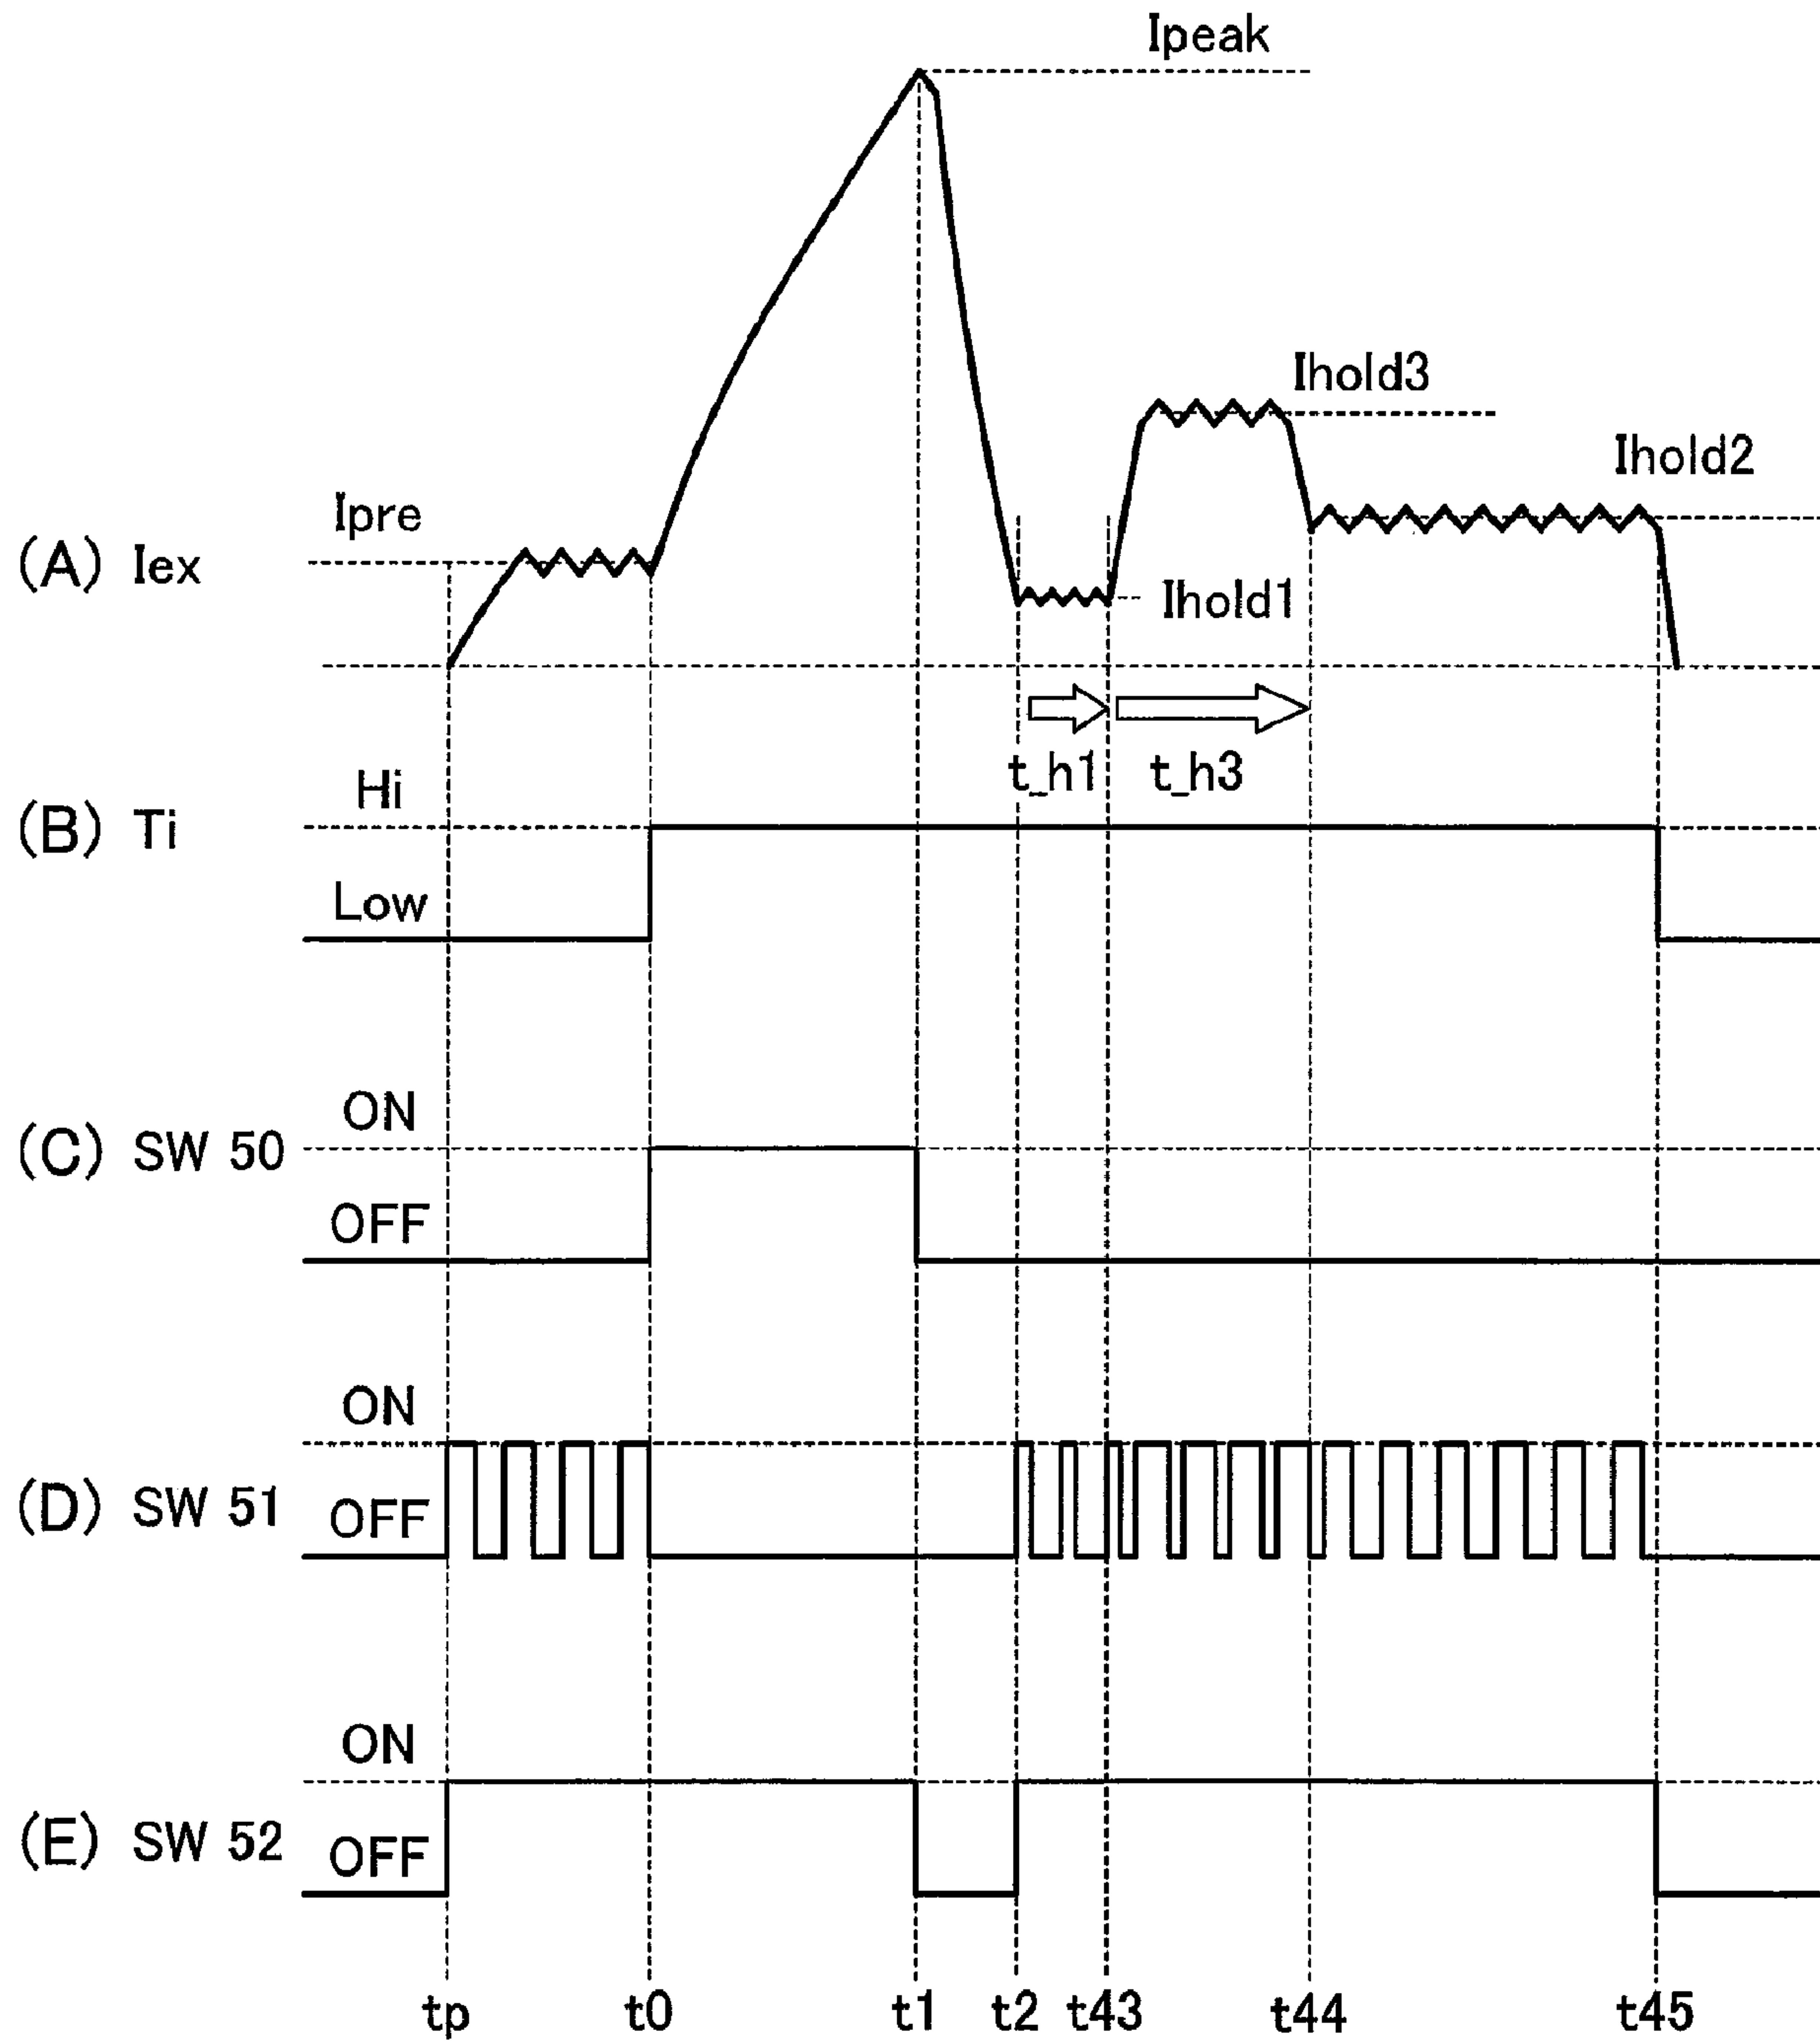 Ipeak
Ihold3
Ihold2
Ipre
(A) Iex
Ihold1
t_h1 t_h3
Hi
(B) Ti
Low
ON
(C) SW 50
OFF
ON
(D) SW 51
OFF
ON
(E) SW 52
OFF
tp t0 t1 t2 t43 t44 t45